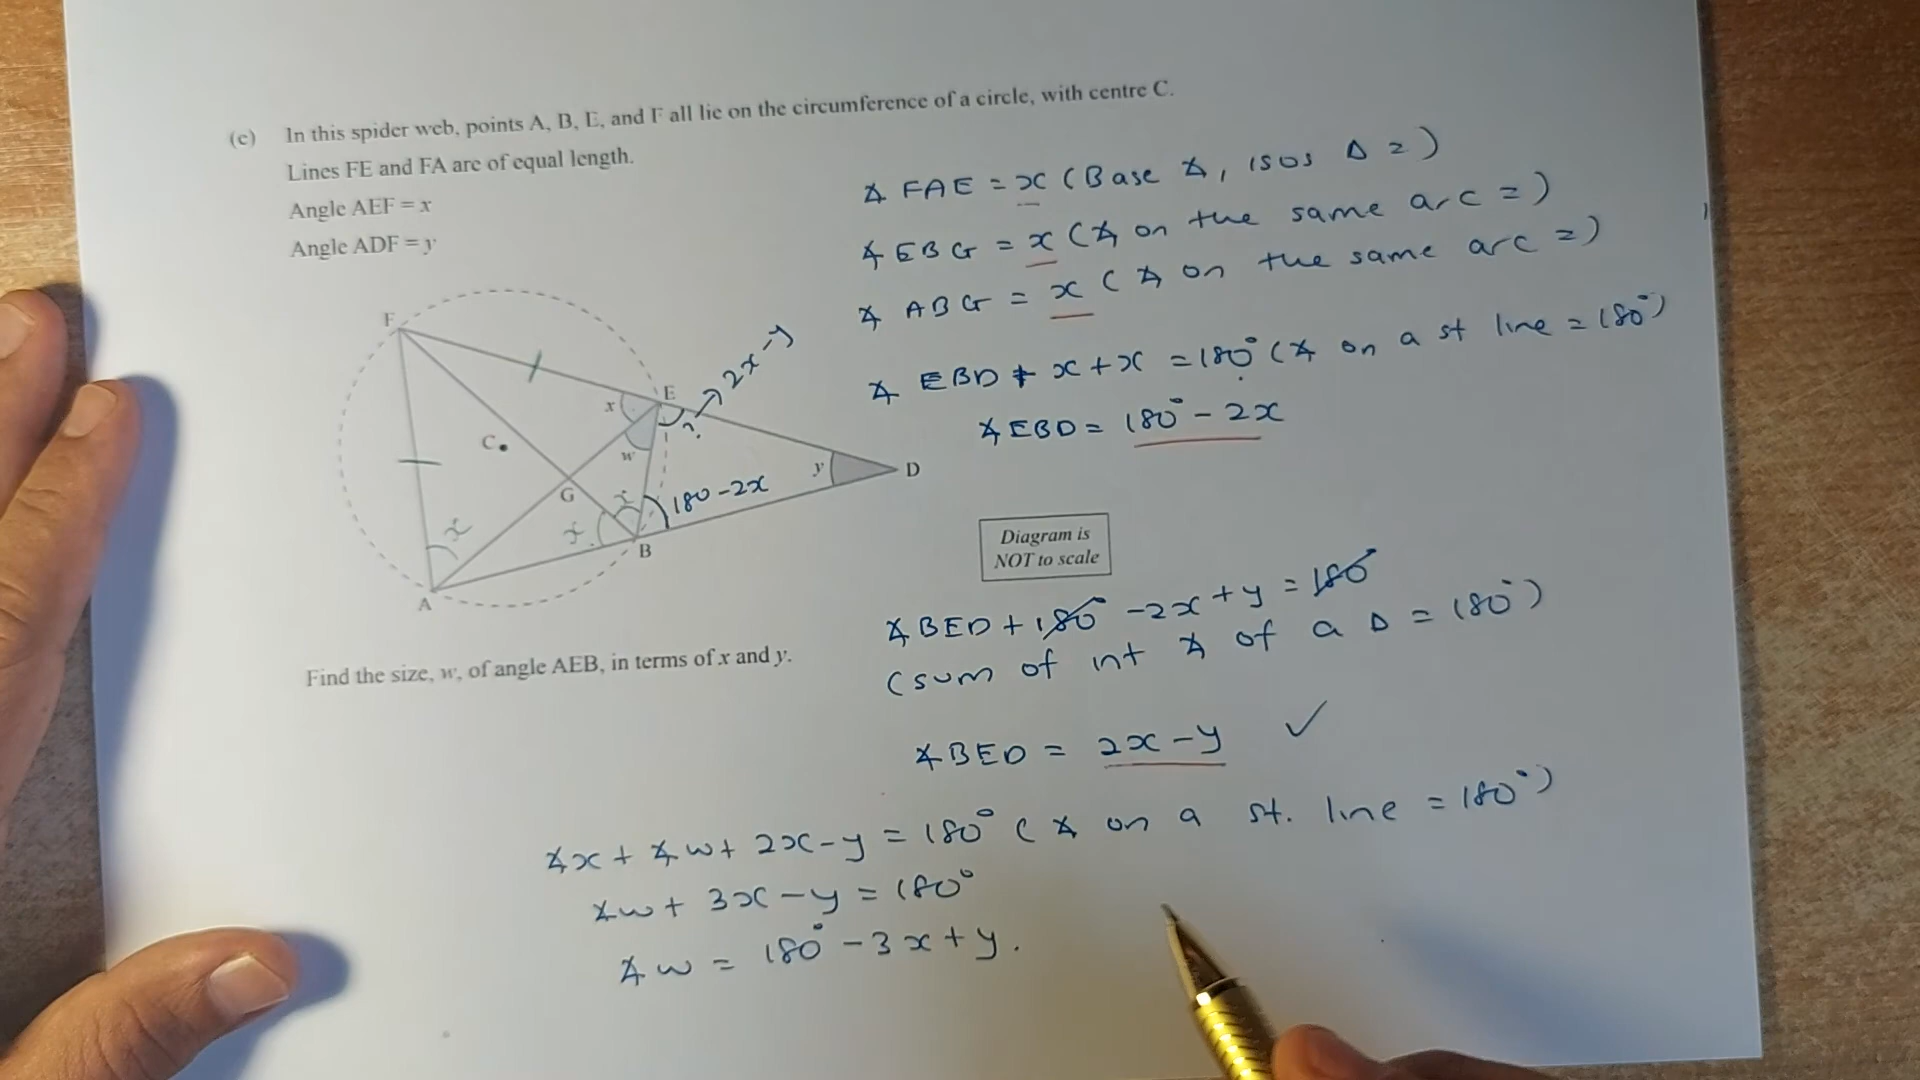 (c) In this spider web, points A, B, E, and F all lie on the circumference of a circle, with centre C.
Lines FE and FA are of equal length.
Angle AEF = x
Angle ADF = y
∡ FAE = x (Base ∡, isos Δ =)
∡ EBG = x (∡ on the same arc =)
∡ ABG = x (∡ on the same arc =)
∡ EBD + x + x = 180° (∡ on a st line = 180°)
∡EBD = 180° - 2x
F
E
2x - y
x
?
C
w
y
D
G
x
180 - 2x
x
x
B
A
Diagram is
NOT to scale
∡BED + 180° - 2x + y = 180°
(sum of int ∡ of a Δ = 180°)
Find the size, w, of angle AEB, in terms of x and y.
∡BED = 2x - y ✓
∡x + ∡w + 2x - y = 180° (∡ on a st. line = 180°)
∡w + 3x - y = 180°
∡w = 180° - 3x + y.